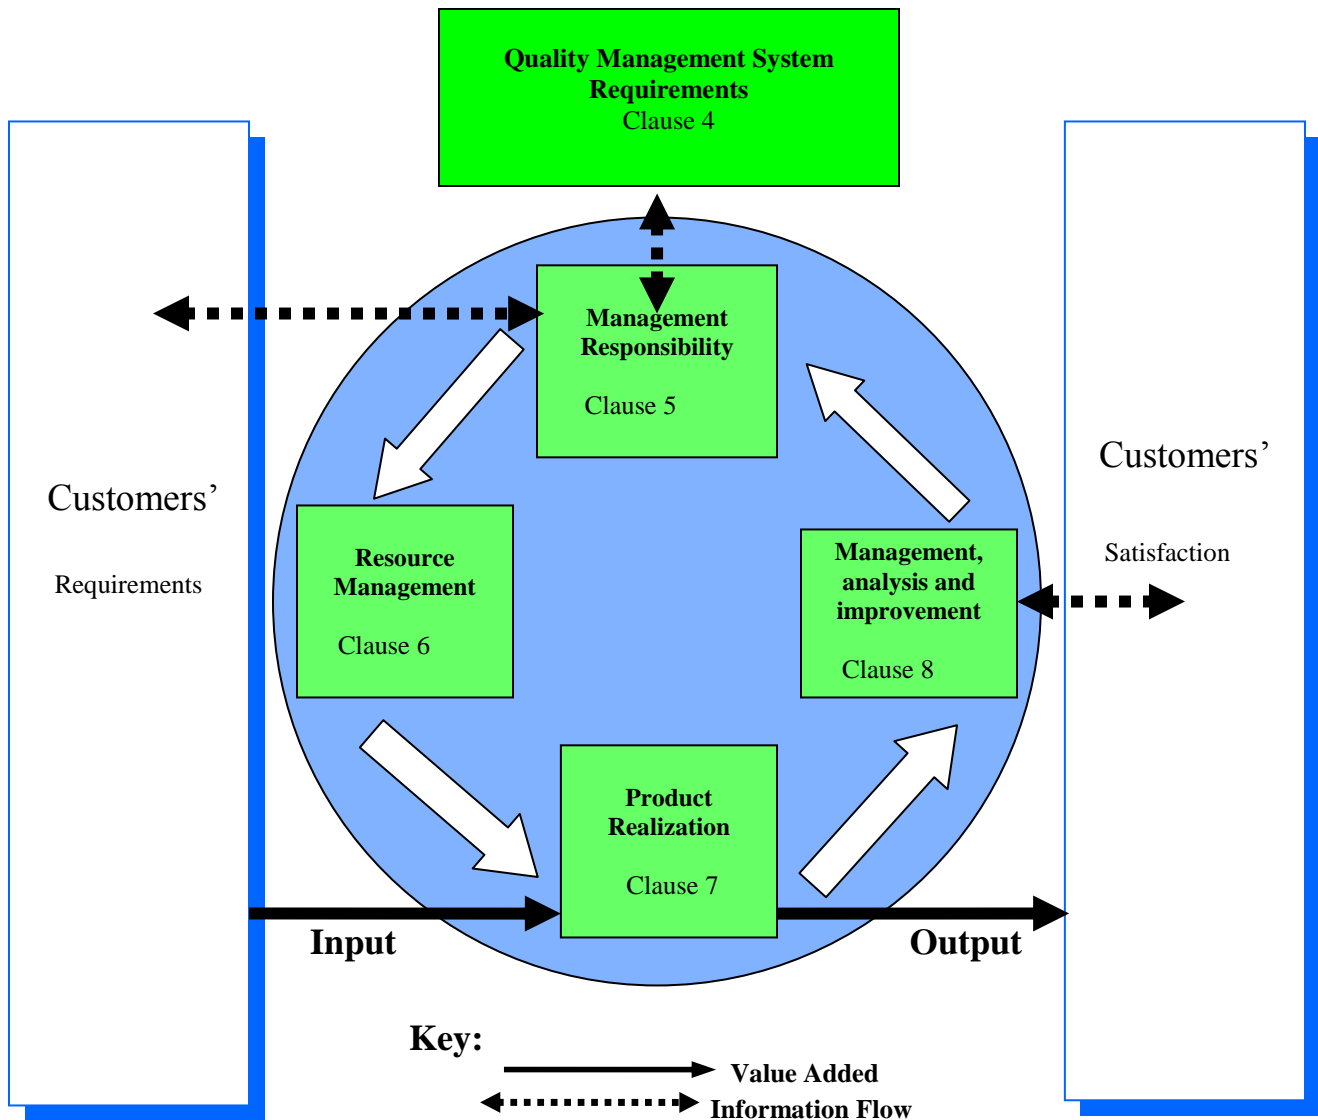 Quality Management System
Requirements
Clause 4
Management
Responsibility
Clause 5
Customers’
Requirements
Resource
Management
Clause 6
Management,
analysis and
improvement
Clause 8
Customers’
Satisfaction
Product
Realization
Clause 7
Input
Output
Key:
Value Added
Information Flow